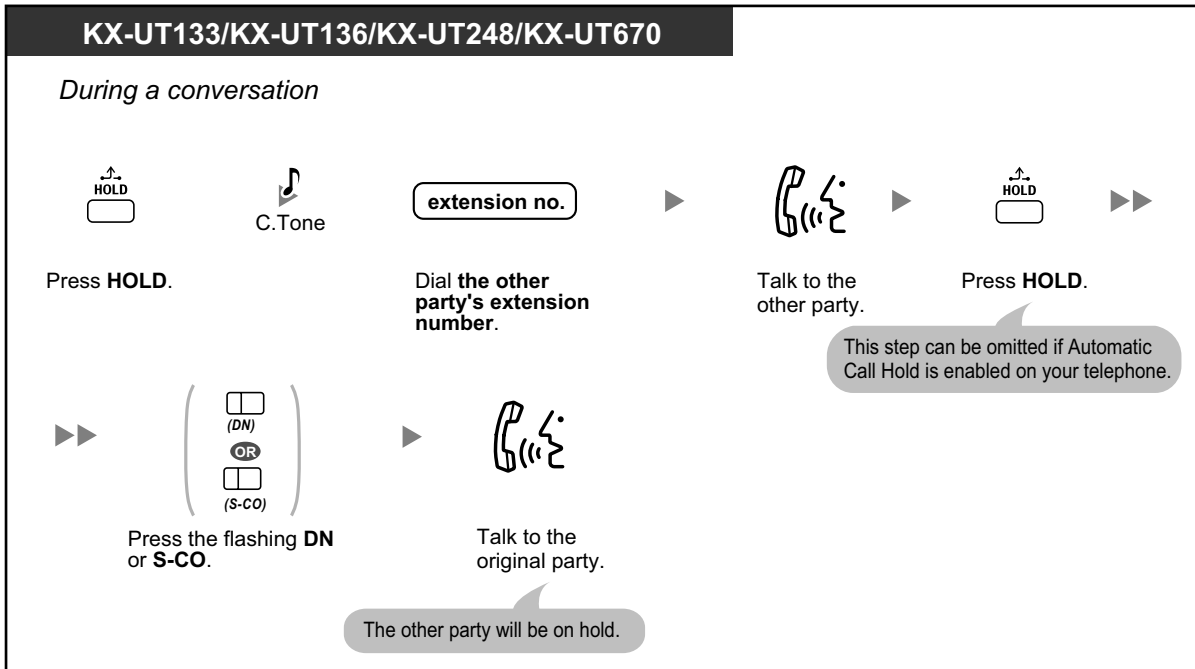 KX-UT133/KX-UT136/KX-UT248/KX-UT670
During a conversation
HOLD
C.Tone
extension no.
HOLD
Press HOLD.
Dial the other
party's extension
number.
Talk to the
other party.
Press HOLD.
This step can be omitted if Automatic
Call Hold is enabled on your telephone.
(DN)
OR
(S-CO)
Press the flashing DN
or S-CO.
Talk to the
original party.
The other party will be on hold.